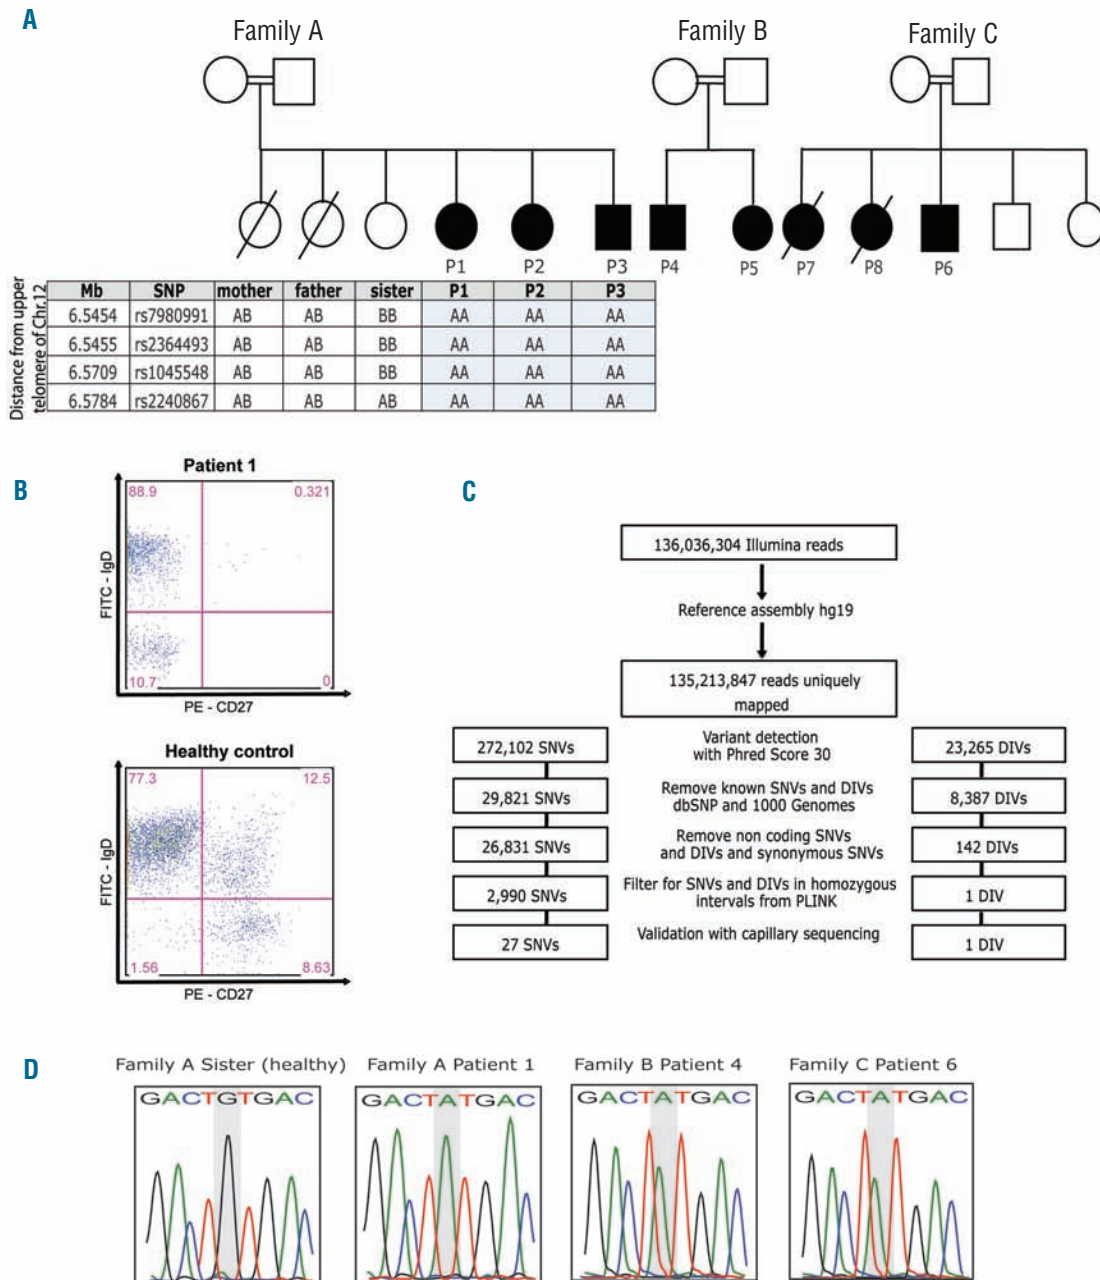 A
Family A
Family B
Family C
P1
P2
P3
P4
P5
P7
P8
P6
Distance from upper
telomere of Chr.12
Mb SNP mother father sister P1 P2 P3
6.5454 rs7980991 AB AB BB AA AA AA
6.5455 rs2364493 AB AB BB AA AA AA
6.5709 rs1045548 AB AB BB AA AA AA
6.5784 rs2240867 AB AB AB AA AA AA
B
Patient 1
88.9
0.321
10.7
0
FITC - IgD
PE - CD27
Healthy control
77.3
12.5
1.56
8.63
FITC - IgD
PE - CD27
C
136,036,304 Illumina reads
Reference assembly hg19
135,213,847 reads uniquely
mapped
272,102 SNVs
Variant detection
with Phred Score 30
23,265 DIVs
29,821 SNVs
Remove known SNVs and DIVs
dbSNP and 1000 Genomes
8,387 DIVs
26,831 SNVs
Remove non coding SNVs
and DIVs and synonymous SNVs
142 DIVs
2,990 SNVs
Filter for SNVs and DIVs in homozygous
intervals from PLINK
1 DIV
27 SNVs
Validation with capillary sequencing
1 DIV
D
Family A Sister (healthy)
GACTGTGAC
Family A Patient 1
GACTATGAC
Family B Patient 4
GACTATGAC
Family C Patient 6
GACTATGAC